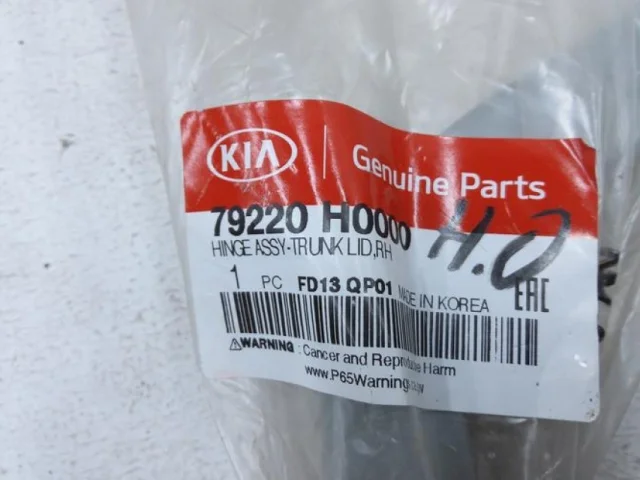 KIA Genuine Parts
79220 H0000
H.O
HINGE ASSY-TRUNK LID,RH
1 PC FD13 QP01 MADE IN KOREA EAC
WARNING : Cancer and Reproductive Harm
www.P65Warnings.ca.gov